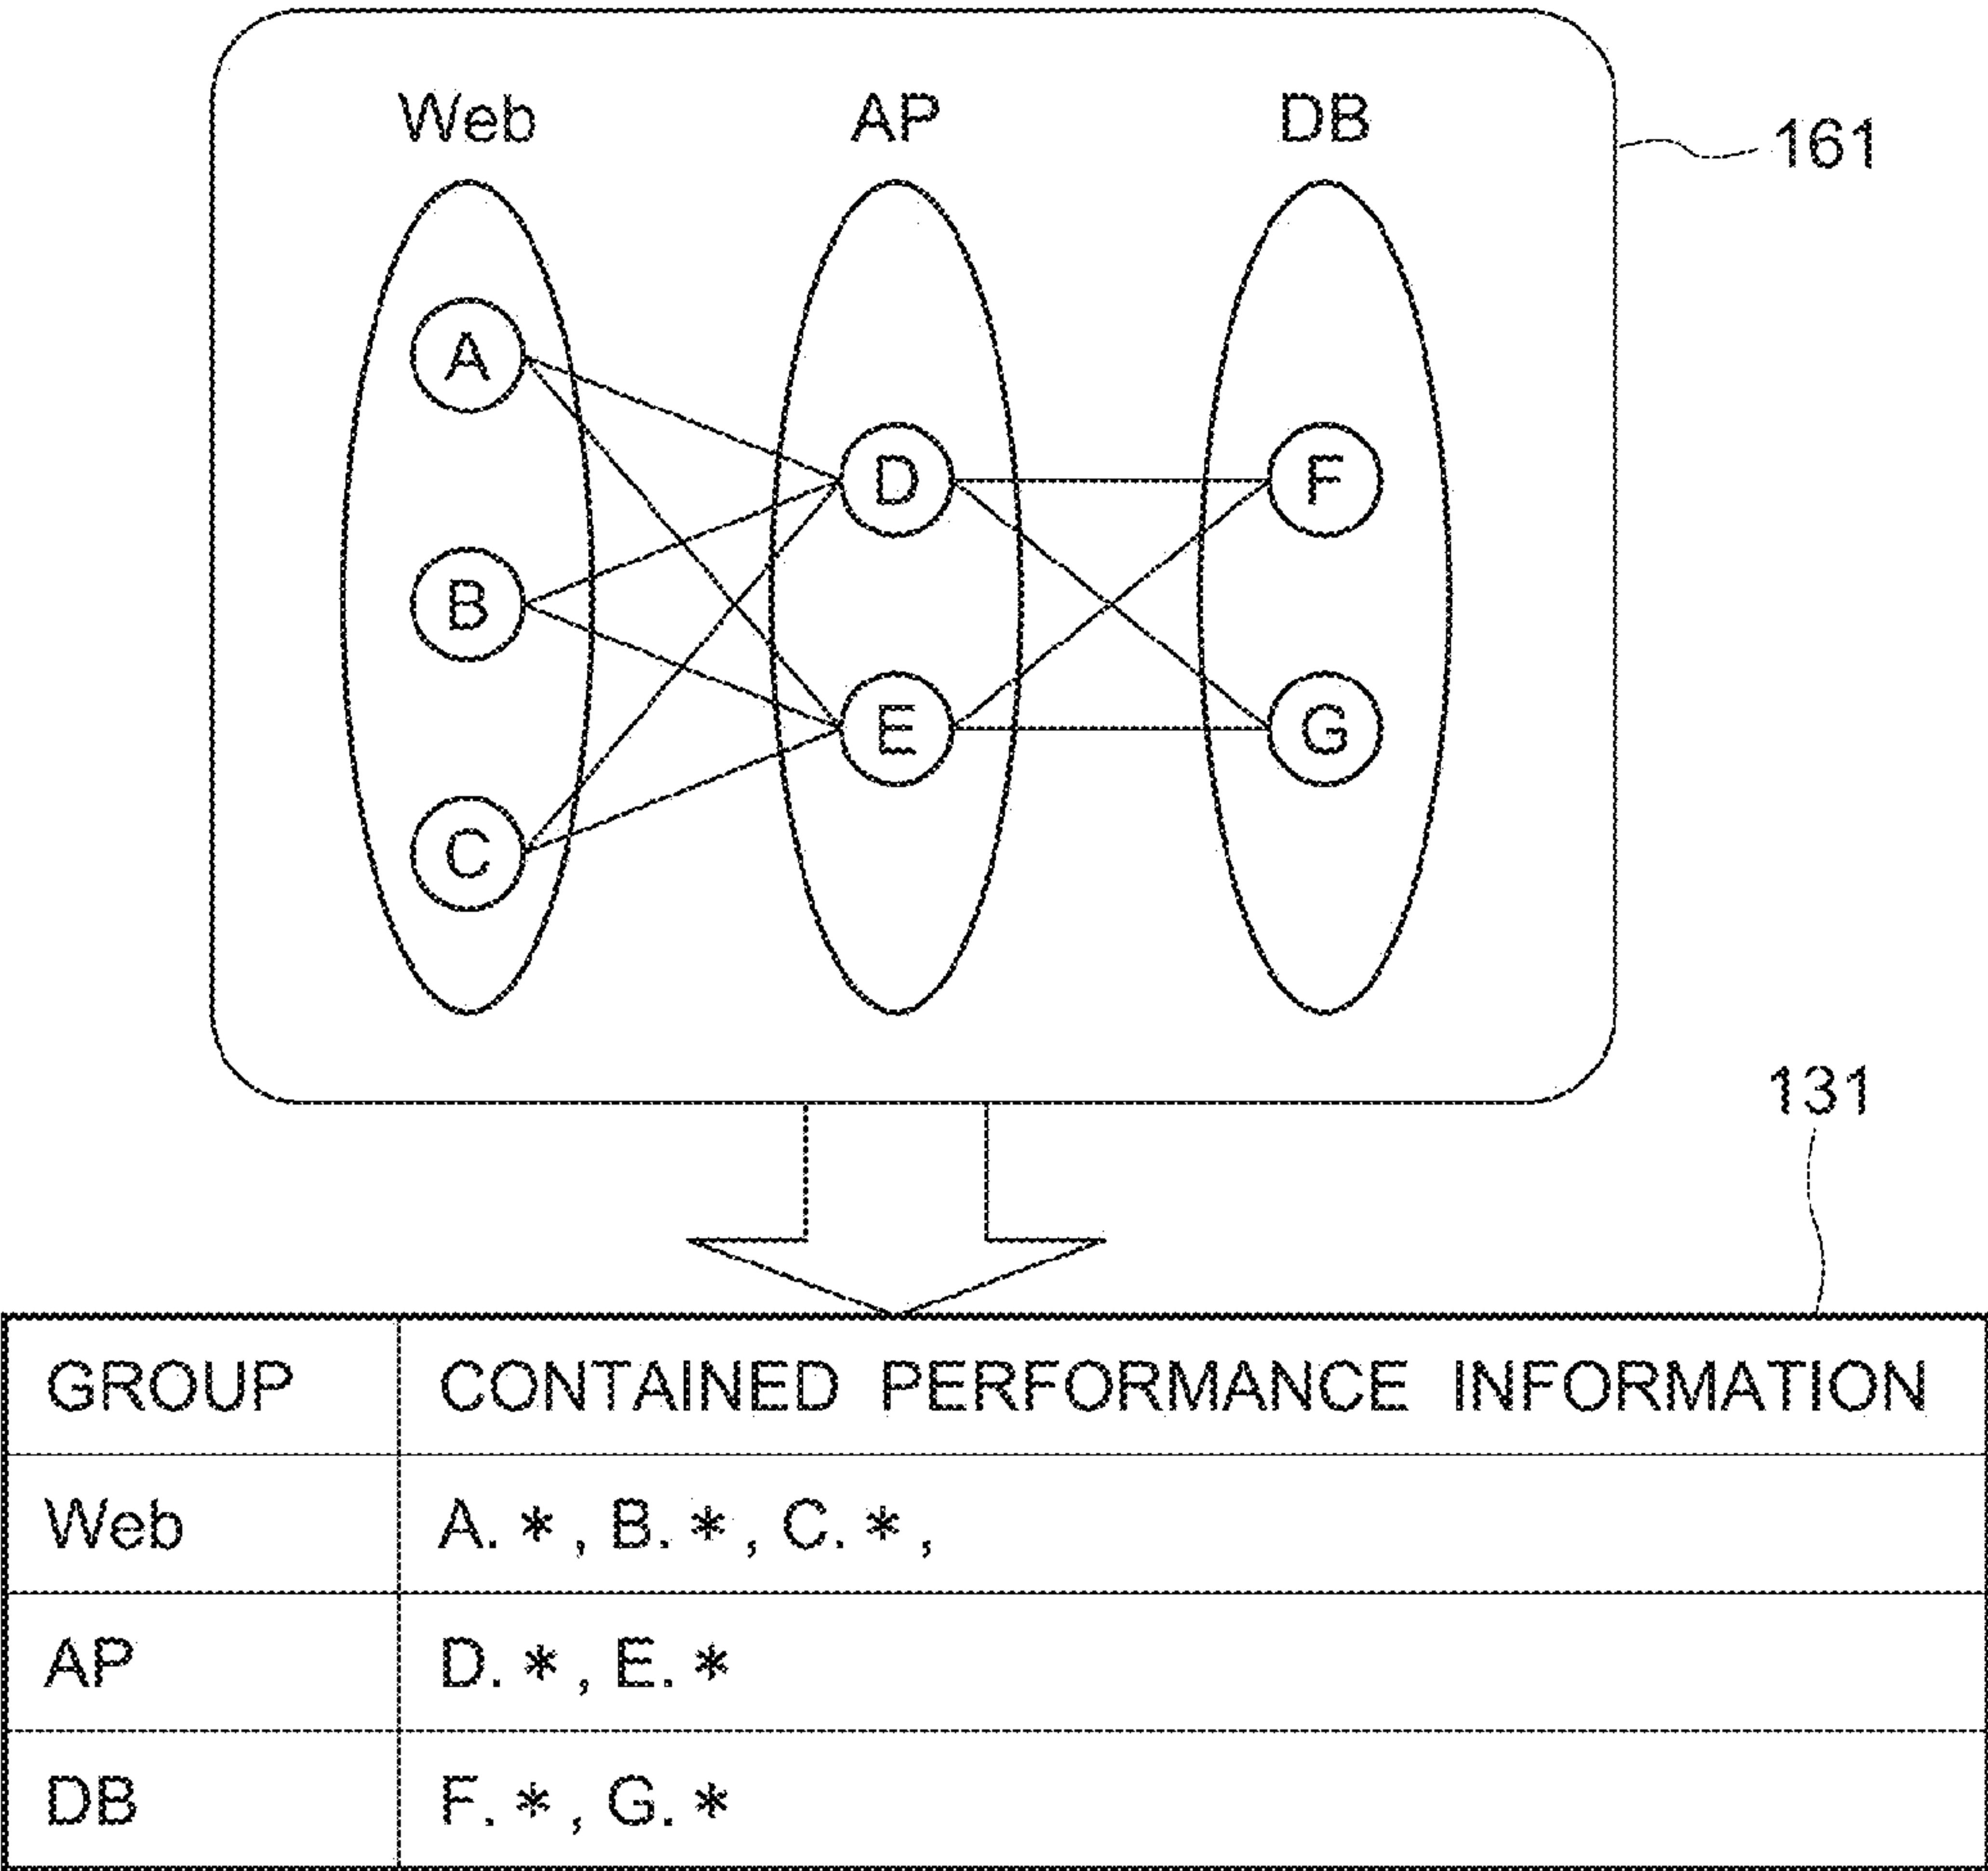 Web AP DB
161
A
D F
B
E G
C
131
GROUP CONTAINED PERFORMANCE INFORMATION
Web A. *, B. *, C. *,
AP D. *, E. *
DB F. *, G. *